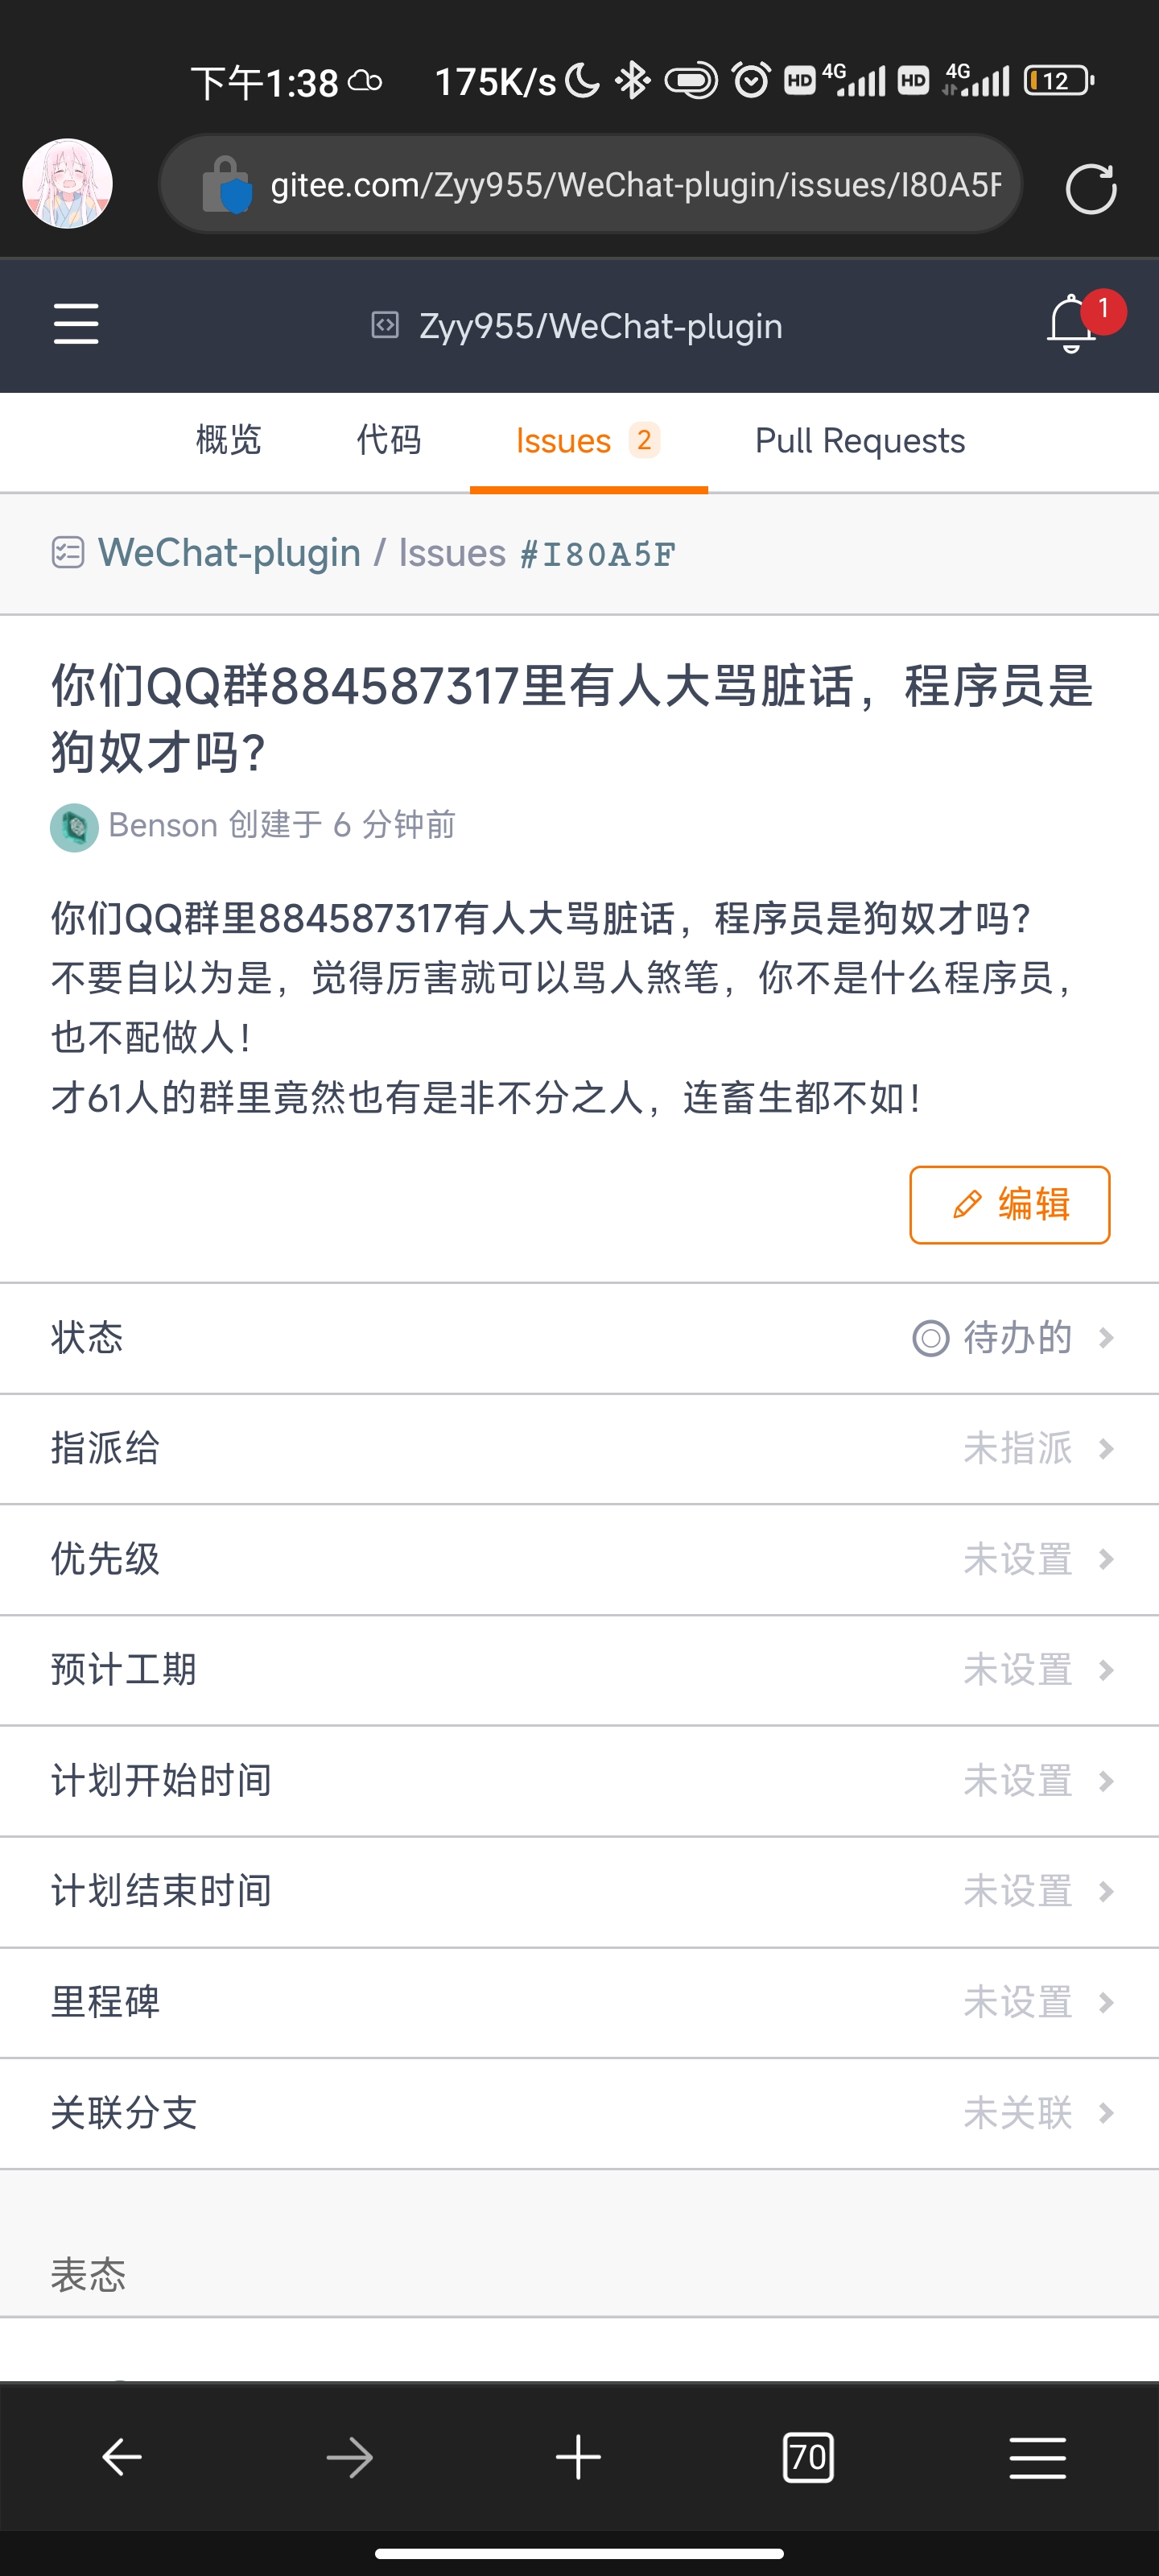 下午1:38 175K/s HD 4G HD 4G 12
gitee.com/Zyy955/WeChat-plugin/issues/I80A5F
Zyy955/WeChat-plugin 1
概览 代码 Issues 2 Pull Requests
WeChat-plugin / Issues #I80A5F
你们QQ群884587317里有人大骂脏话，程序员是
狗奴才吗？
Benson 创建于 6 分钟前
你们QQ群里884587317有人大骂脏话，程序员是狗奴才吗？
不要自以为是，觉得厉害就可以骂人煞笔，你不是什么程序员，
也不配做人！
才61人的群里竟然也有是非不分之人，连畜生都不如！
编辑
状态 待办的
指派给 未指派
优先级 未设置
预计工期 未设置
计划开始时间 未设置
计划结束时间 未设置
里程碑 未设置
关联分支 未关联
表态
70